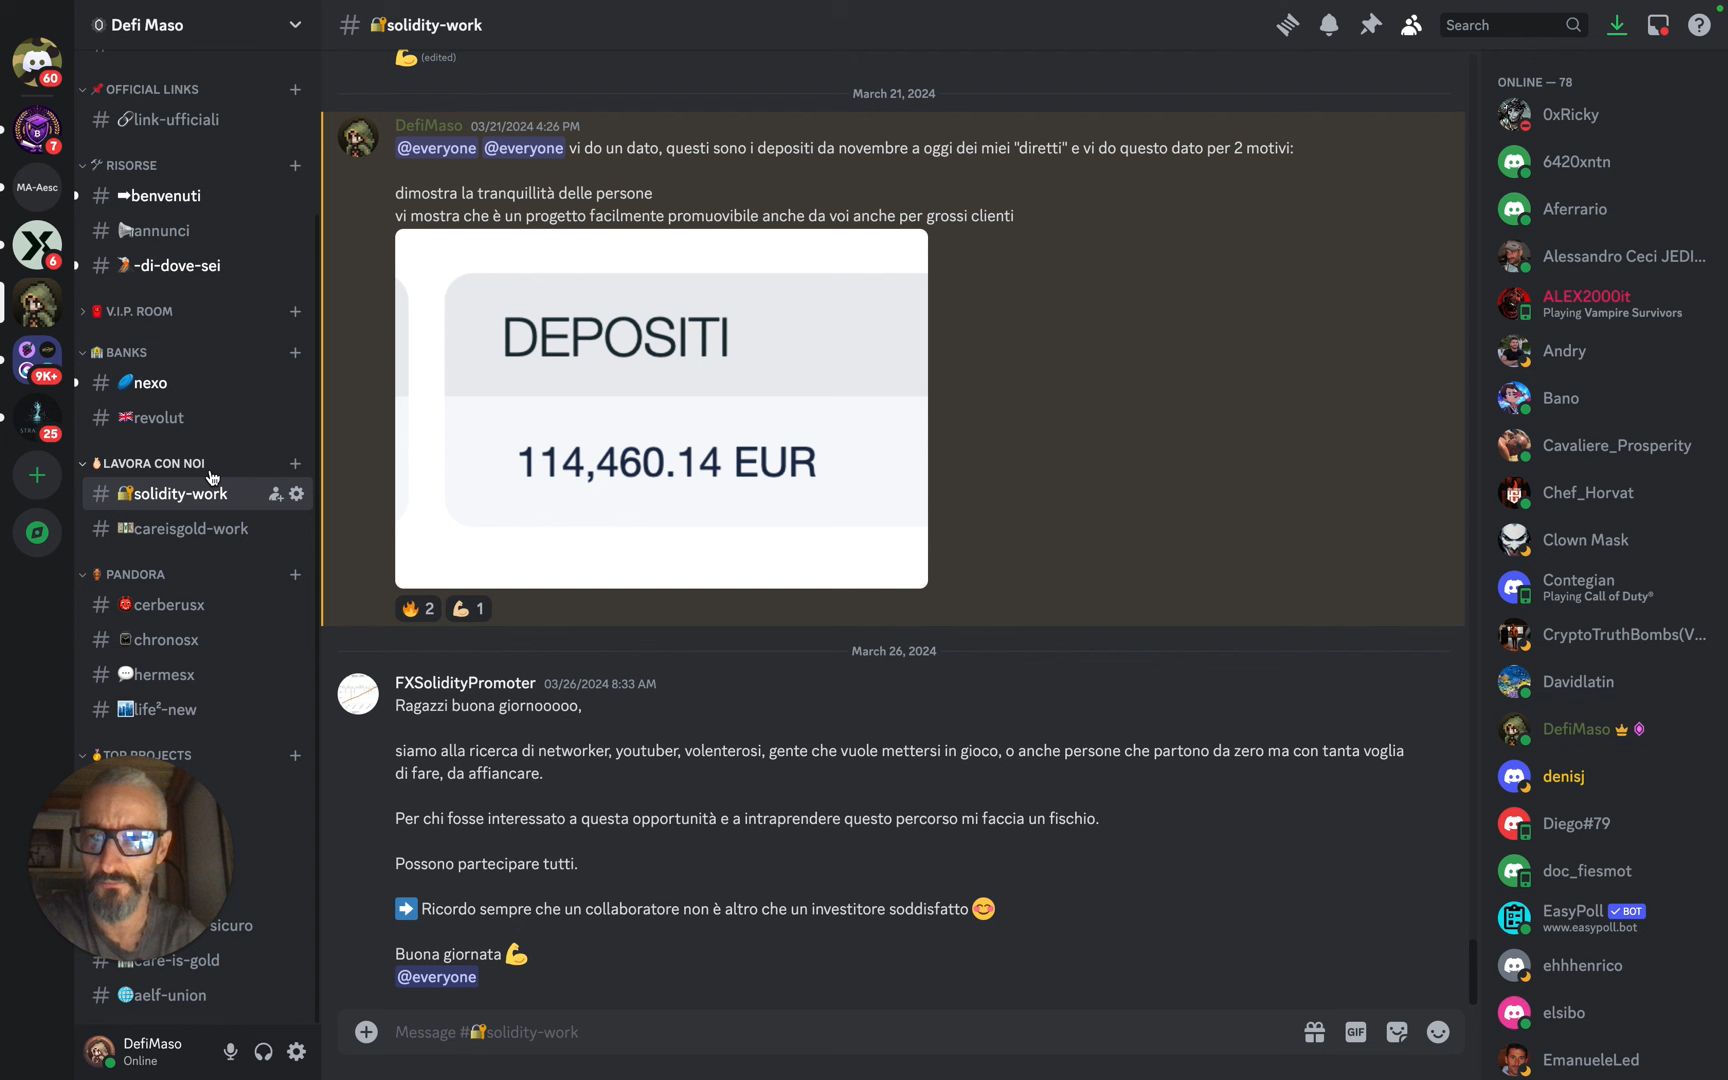 Defi Maso
60
7
MA-Aesc
6
9K+
25
OFFICIAL LINKS
link-ufficiali
RISORSE
benvenuti
annunci
-di-dove-sei
V.I.P. ROOM
BANKS
nexo
revolut
LAVORA CON NOI
solidity-work
careisgold-work
PANDORA
cerberusx
chronosx
hermesx
life²-new
TOP PROJECTS
sicuro
care-is-gold
aelf-union
DefiMaso
Online
solidity-work
Search
(edited)
March 21, 2024
DefiMaso 03/21/2024 4:26 PM
@everyone @everyone vi do un dato, questi sono i depositi da novembre a oggi dei miei "diretti" e vi do questo dato per 2 motivi:
dimostra la tranquillità delle persone
vi mostra che è un progetto facilmente promuovibile anche da voi anche per grossi clienti
DEPOSITI
114,460.14 EUR
🔥 2 💪🏻 1
March 26, 2024
FXSolidityPromoter 03/26/2024 8:33 AM
Ragazzi buona giornooooo,
siamo alla ricerca di networker, youtuber, volenterosi, gente che vuole mettersi in gioco, o anche persone che partono da zero ma con tanta voglia
di fare, da affiancare.
Per chi fosse interessato a questa opportunità e a intraprendere questo percorso mi faccia un fischio.
Possono partecipare tutti.
➡️ Ricordo sempre che un collaboratore non è altro che un investitore soddisfatto 😊
Buona giornata 💪
@everyone
Message #🔐solidity-work
GIF
ONLINE — 78
0xRicky
6420xntn
Aferrario
Alessandro Ceci JEDI...
ALEX2000it
Playing Vampire Survivors
Andry
Bano
Cavaliere_Prosperity
Chef_Horvat
Clown Mask
Contegian
Playing Call of Duty®
CryptoTruthBombs(V...
Davidlatin
DefiMaso
denisj
Diego#79
doc_fiesmot
EasyPoll ✓ BOT
www.easypoll.bot
ehhhenrico
elsibo
EmanueleLed